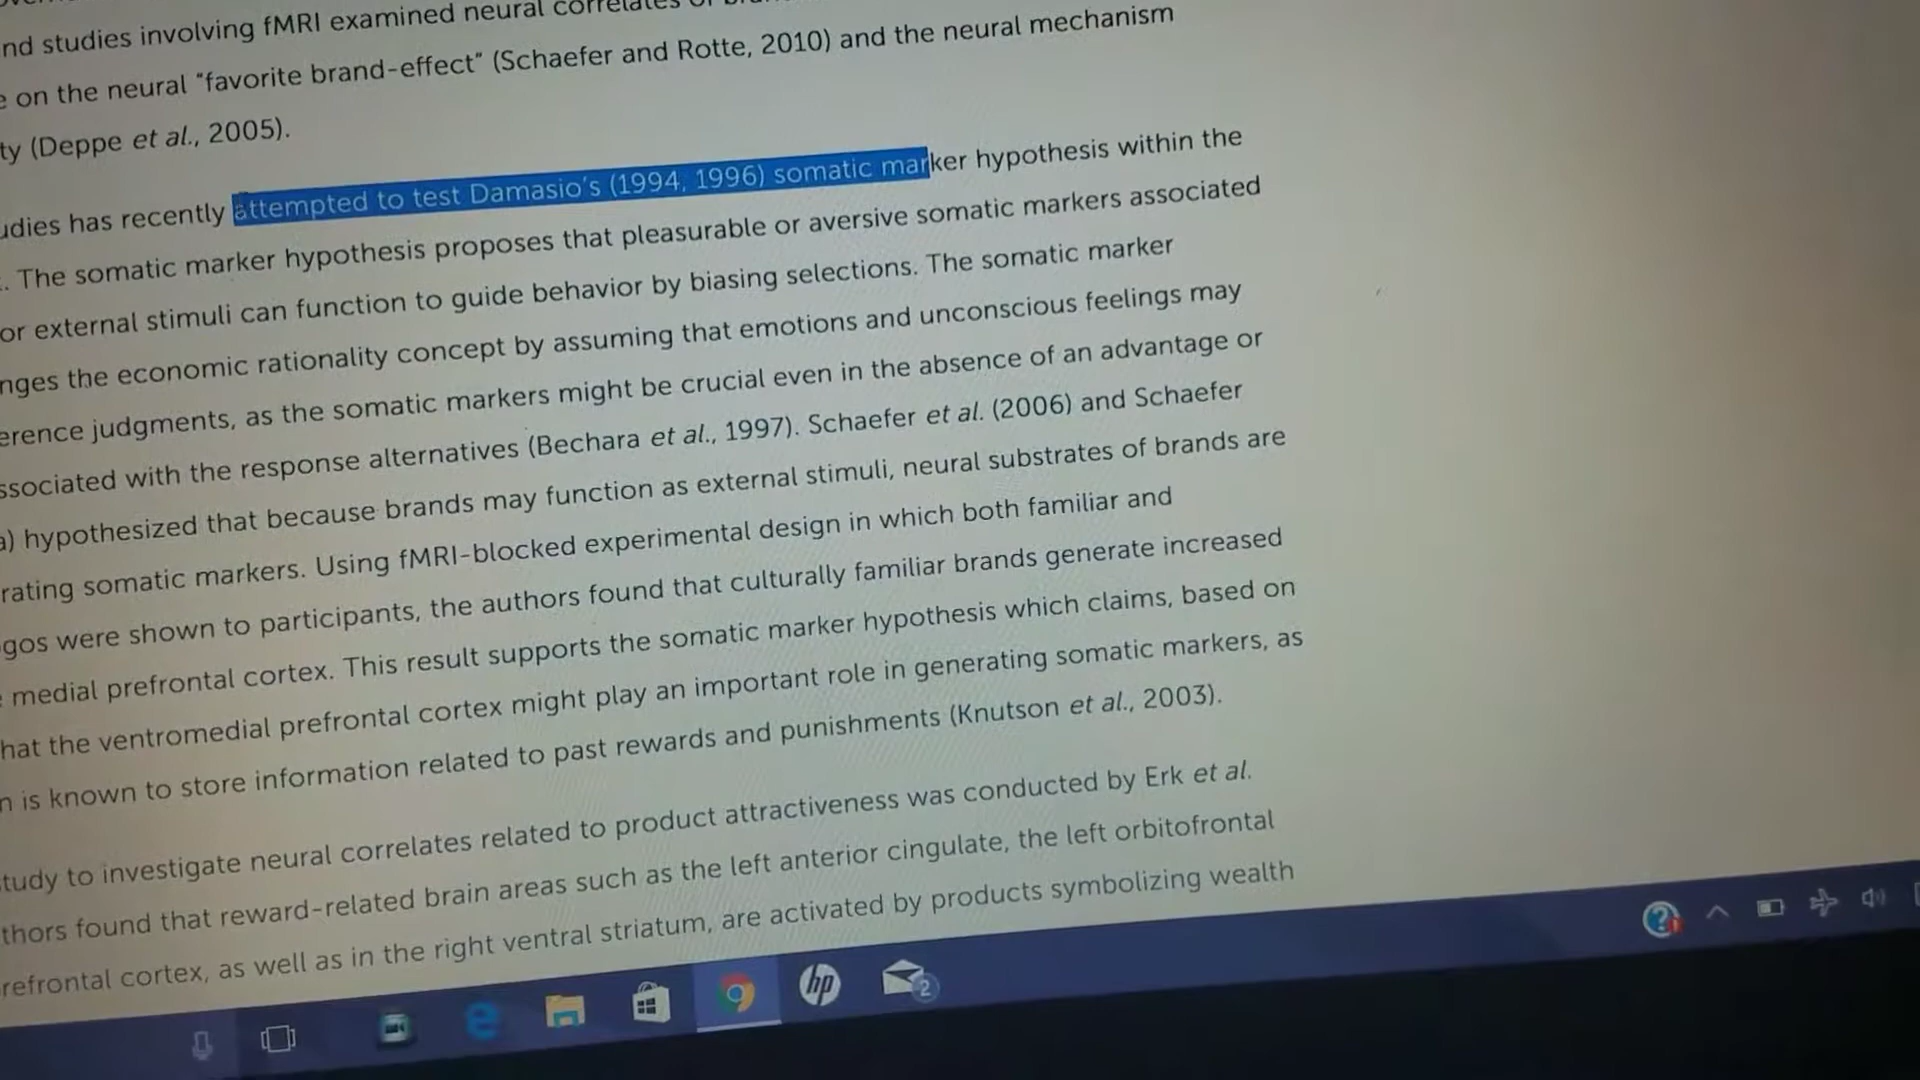 nd studies involving fMRI examined neural correlates
e on the neural "favorite brand-effect" (Schaefer and Rotte, 2010) and the neural mechanism
ty (Deppe et al., 2005).
udies has recently attempted to test Damasio's (1994, 1996) somatic marker hypothesis within the
. The somatic marker hypothesis proposes that pleasurable or aversive somatic markers associated
or external stimuli can function to guide behavior by biasing selections. The somatic marker
nges the economic rationality concept by assuming that emotions and unconscious feelings may
erence judgments, as the somatic markers might be crucial even in the absence of an advantage or
ssociated with the response alternatives (Bechara et al., 1997). Schaefer et al. (2006) and Schaefer
a) hypothesized that because brands may function as external stimuli, neural substrates of brands are
rating somatic markers. Using fMRI-blocked experimental design in which both familiar and
gos were shown to participants, the authors found that culturally familiar brands generate increased
medial prefrontal cortex. This result supports the somatic marker hypothesis which claims, based on
hat the ventromedial prefrontal cortex might play an important role in generating somatic markers, as
n is known to store information related to past rewards and punishments (Knutson et al., 2003).
tudy to investigate neural correlates related to product attractiveness was conducted by Erk et al.
thors found that reward-related brain areas such as the left anterior cingulate, the left orbitofrontal
refrontal cortex, as well as in the right ventral striatum, are activated by products symbolizing wealth
hp
2